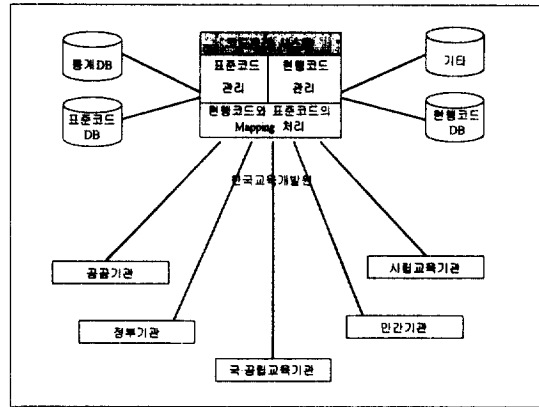 시스템
통계DB
표준코드
관리
현행코드
관리
기타
표준코드
DB
현행코드와 표준코드의
Mapping 처리
현행코드
DB
한국교육개발원
공공기관
사립교육기관
정부기관
민간기관
국·공립교육기관